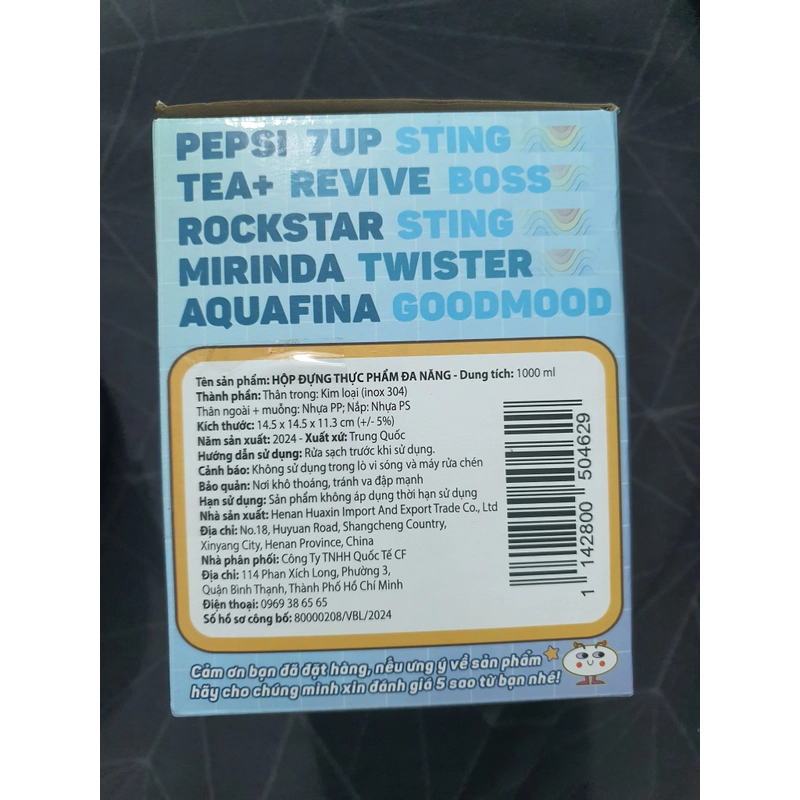 PEPSI 7UP STING
TEA+ REVIVE BOSS
ROCKSTAR STING
MIRINDA TWISTER
AQUAFINA GOODMOOD
Tên sản phẩm: HỘP ĐỰNG THỰC PHẨM ĐA NĂNG - Dung tích: 1000 ml
Thành phần: Thân trong: Kim loại (inox 304)
Thân ngoài + muỗng: Nhựa PP; Nắp: Nhựa PS
Kích thước: 14.5 x 14.5 x 11.3 cm (+/- 5%)
Năm sản xuất: 2024 - Xuất xứ: Trung Quốc
Hướng dẫn sử dụng: Rửa sạch trước khi sử dụng.
Cảnh báo: Không sử dụng trong lò vi sóng và máy rửa chén
Bảo quản: Nơi khô thoáng, tránh va đập mạnh
Hạn sử dụng: Sản phẩm không áp dụng thời hạn sử dụng
Nhà sản xuất: Henan Huaxin Import And Export Trade Co., Ltd
Địa chỉ: No.18, Huyuan Road, Shangcheng Country,
Xinyang City, Henan Province, China
Nhà phân phối: Công Ty TNHH Quốc Tế CF
Địa chỉ: 114 Phan Xích Long, Phường 3,
Quận Bình Thạnh, Thành Phố Hồ Chí Minh
Điện thoại: 0969 38 65 65
Số hồ sơ công bố: 80000208/VBL/2024
1 142800 504629
Cảm ơn bạn đã đặt hàng, nếu ưng ý về sản phẩm
hãy cho chúng mình xin đánh giá 5 sao từ bạn nhé!